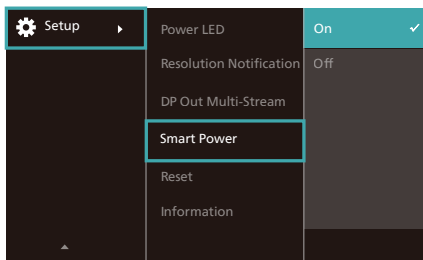 Setup
Power LED
On
Resolution Notification
Off
DP Out Multi-Stream
Smart Power
Reset
Information